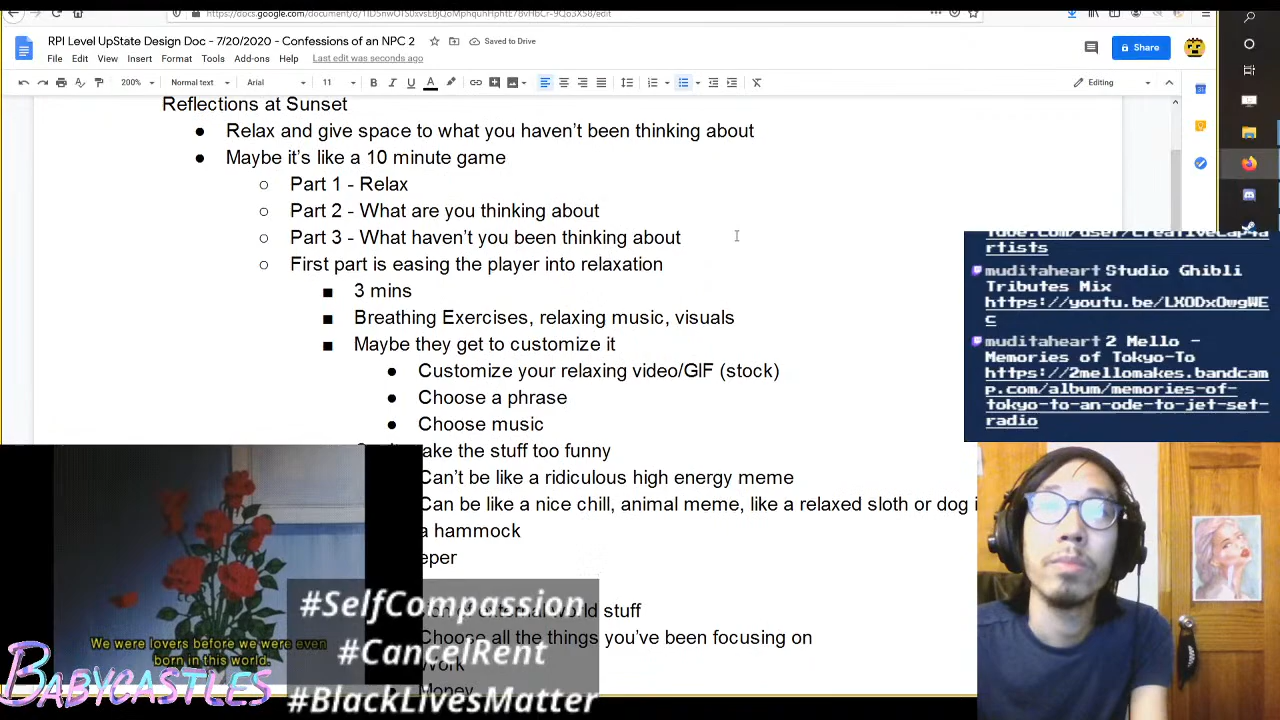 RPI Level UpState Design Doc - 7/20/2020 - Confessions of an NPC 2
Saved to Drive
File Edit View Insert Format Tools Add-ons Help Last edit was seconds ago
Share
200% Normal text Arial 11 B I U A Editing
Reflections at Sunset
● Relax and give space to what you haven't been thinking about
● Maybe it's like a 10 minute game
○ Part 1 - Relax
○ Part 2 - What are you thinking about
○ Part 3 - What haven't you been thinking about
○ First part is easing the player into relaxation
■ 3 mins
■ Breathing Exercises, relaxing music, visuals
■ Maybe they get to customize it
● Customize your relaxing video/GIF (stock)
● Choose a phrase
● Choose music
ake the stuff too funny
Can't be like a ridiculous high energy meme
Can be like a nice chill, animal meme, like a relaxed sloth or dog i
a hammock
eper
of external world stuff
Choose all the things you've been focusing on
Work
Money
rtists
muditaheart Studio Ghibli
Tributes Mix
https://youtu.be/LXODxOwgWE
c
muditaheart 2 Mello -
Memories of Tokyo-To
https://2mellomakes.bandcam
p.com/album/memories-of-
tokyo-to-an-ode-to-jet-set-
radio
We were lovers before we were even
born in this world.
BABYCASTLES
#SelfCompassion
#CancelRent
#BlackLivesMatter